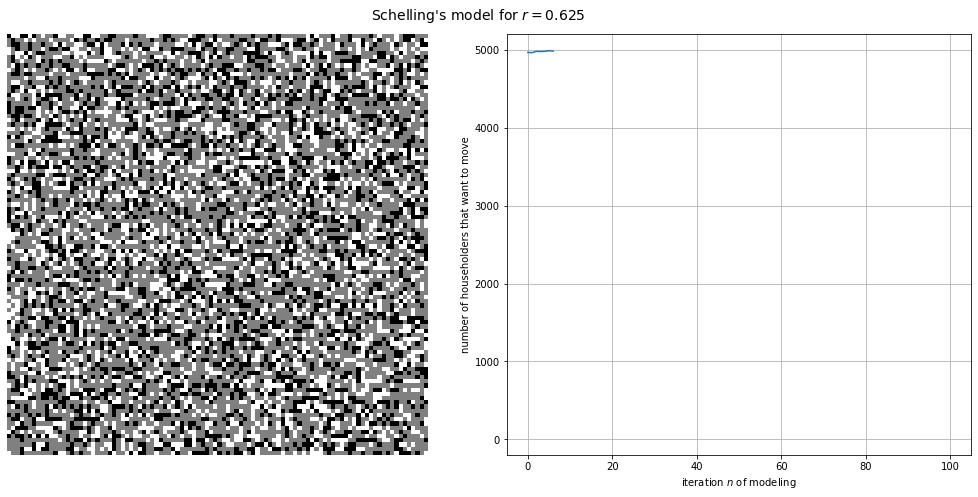 Schelling's model for r = 0.625
number of householders that want to move
5000
4000
3000
2000
1000
0
0 20 40 60 80 100
iteration n of modeling